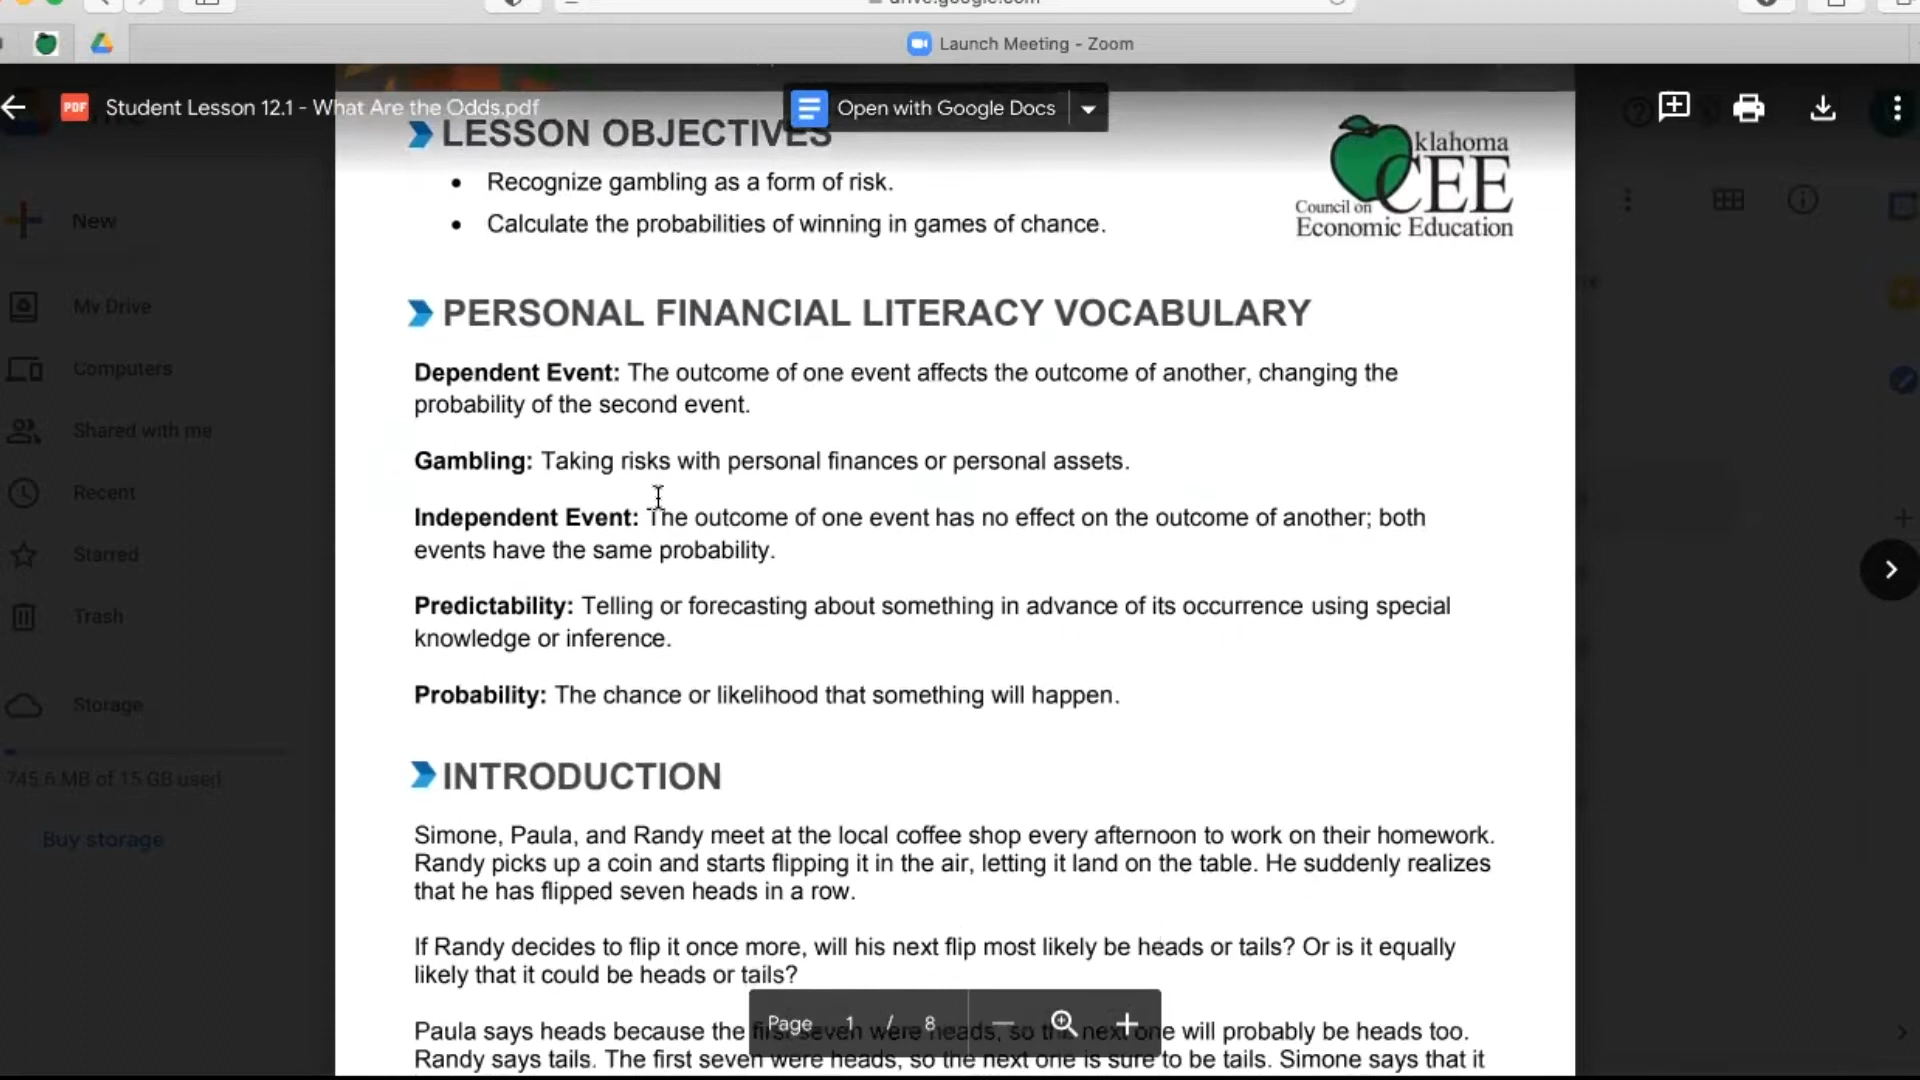 drive.google.com
Launch Meeting - Zoom
PDF Student Lesson 12.1 - What Are the Odds.pdf
Open with Google Docs
New
My Drive
Computers
Shared with me
Recent
Starred
Trash
Storage
745.6 MB of 15 GB used
Buy storage
LESSON OBJECTIVES
• Recognize gambling as a form of risk.
• Calculate the probabilities of winning in games of chance.
klahoma
Council on CEE
Economic Education
PERSONAL FINANCIAL LITERACY VOCABULARY
Dependent Event: The outcome of one event affects the outcome of another, changing the
probability of the second event.
Gambling: Taking risks with personal finances or personal assets.
Independent Event: The outcome of one event has no effect on the outcome of another; both
events have the same probability.
Predictability: Telling or forecasting about something in advance of its occurrence using special
knowledge or inference.
Probability: The chance or likelihood that something will happen.
INTRODUCTION
Simone, Paula, and Randy meet at the local coffee shop every afternoon to work on their homework.
Randy picks up a coin and starts flipping it in the air, letting it land on the table. He suddenly realizes
that he has flipped seven heads in a row.
If Randy decides to flip it once more, will his next flip most likely be heads or tails? Or is it equally
likely that it could be heads or tails?
Paula says heads because the first seven were heads, so the next one will probably be heads too.
Randy says tails. The first seven were heads, so the next one is sure to be tails. Simone says that it
Page 1 / 8